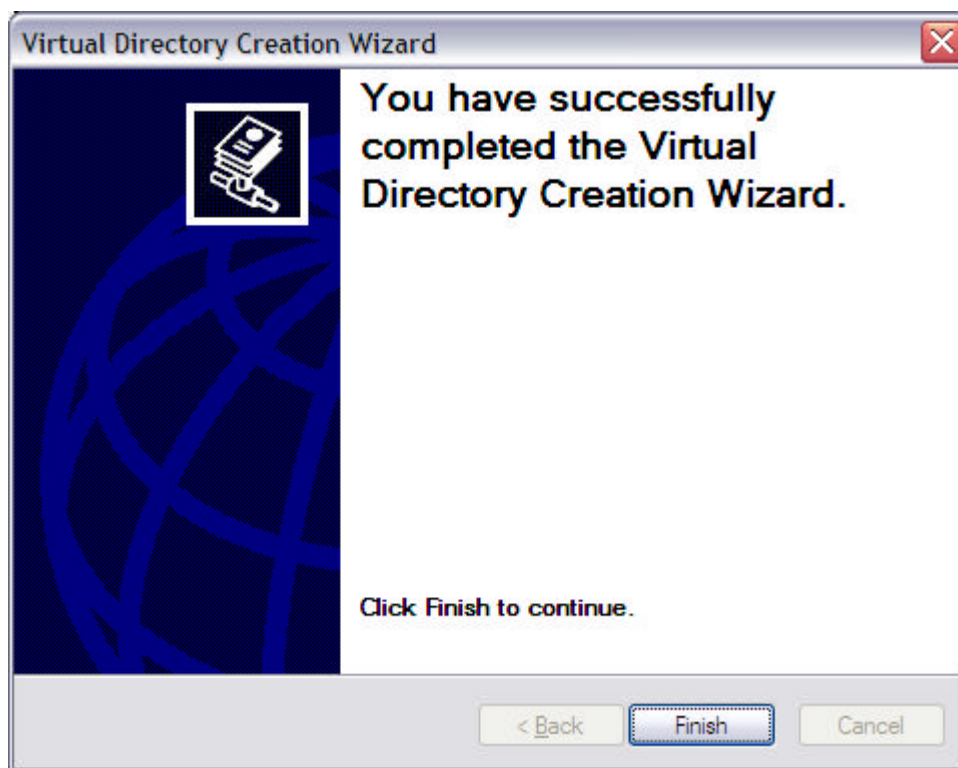 Virtual Directory Creation Wizard
You have successfully
completed the Virtual
Directory Creation Wizard.
Click Finish to continue.
< Back
Finish
Cancel